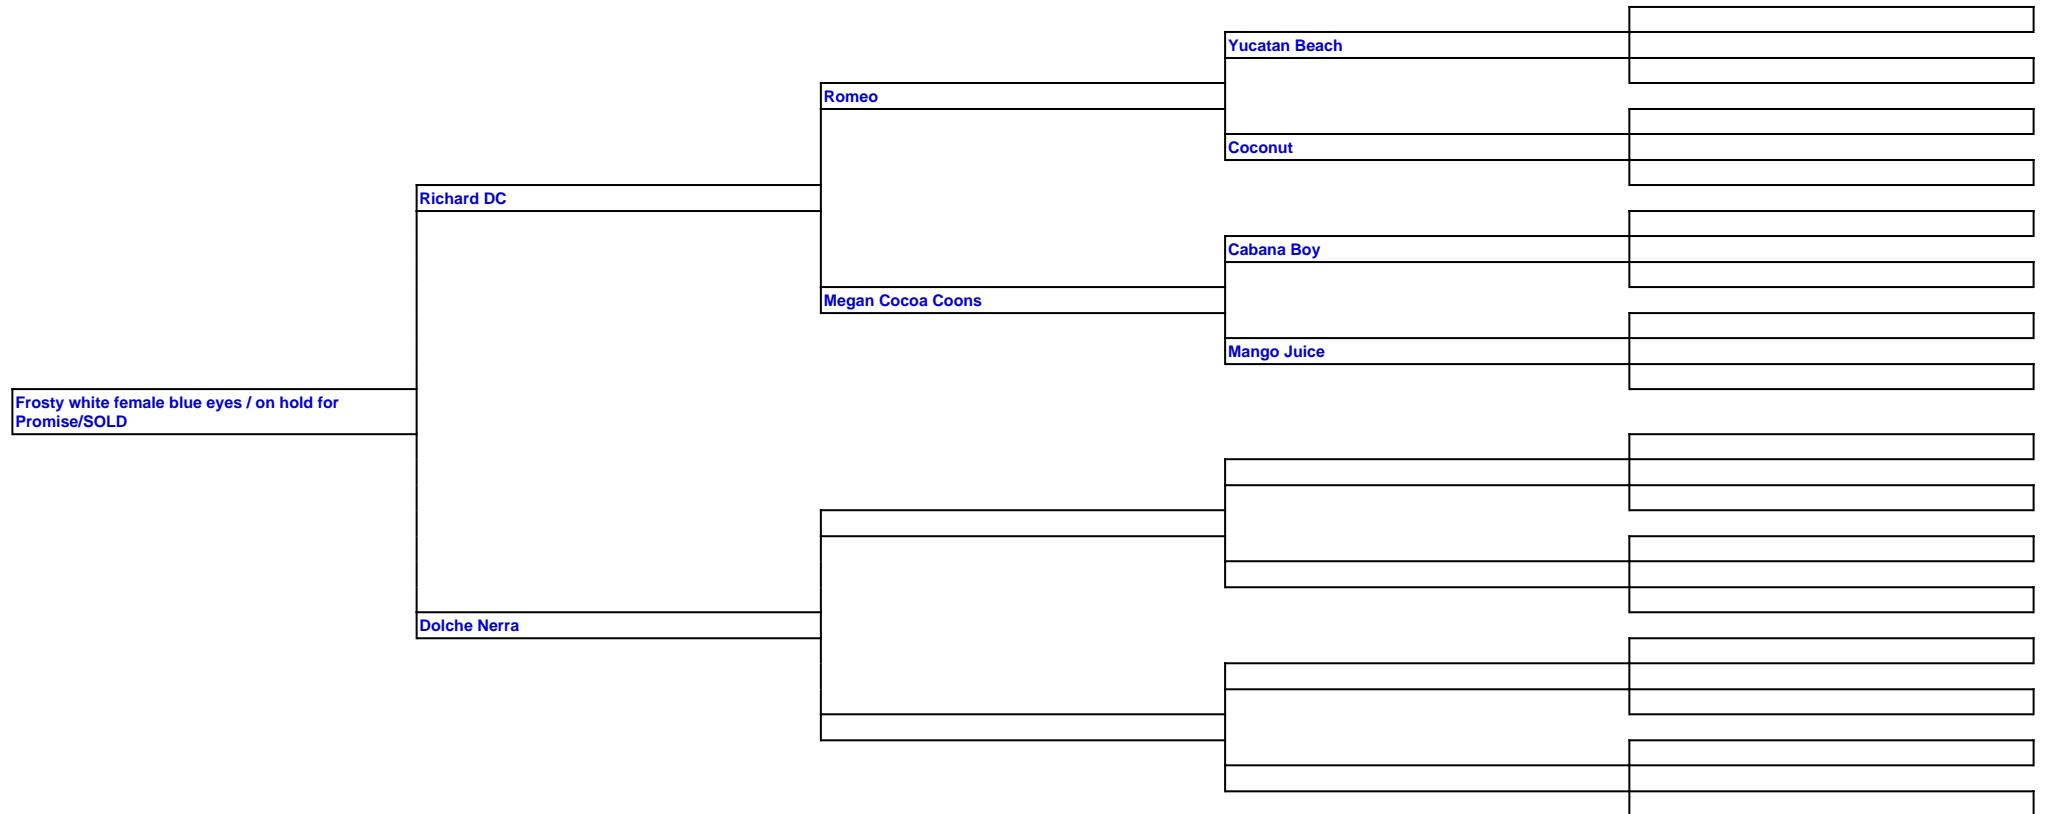 Yucatan Beach
Romeo
Coconut
Richard DC
Cabana Boy
Megan Cocoa Coons
Mango Juice
Frosty white female blue eyes / on hold for
Promise/SOLD
Dolche Nerra